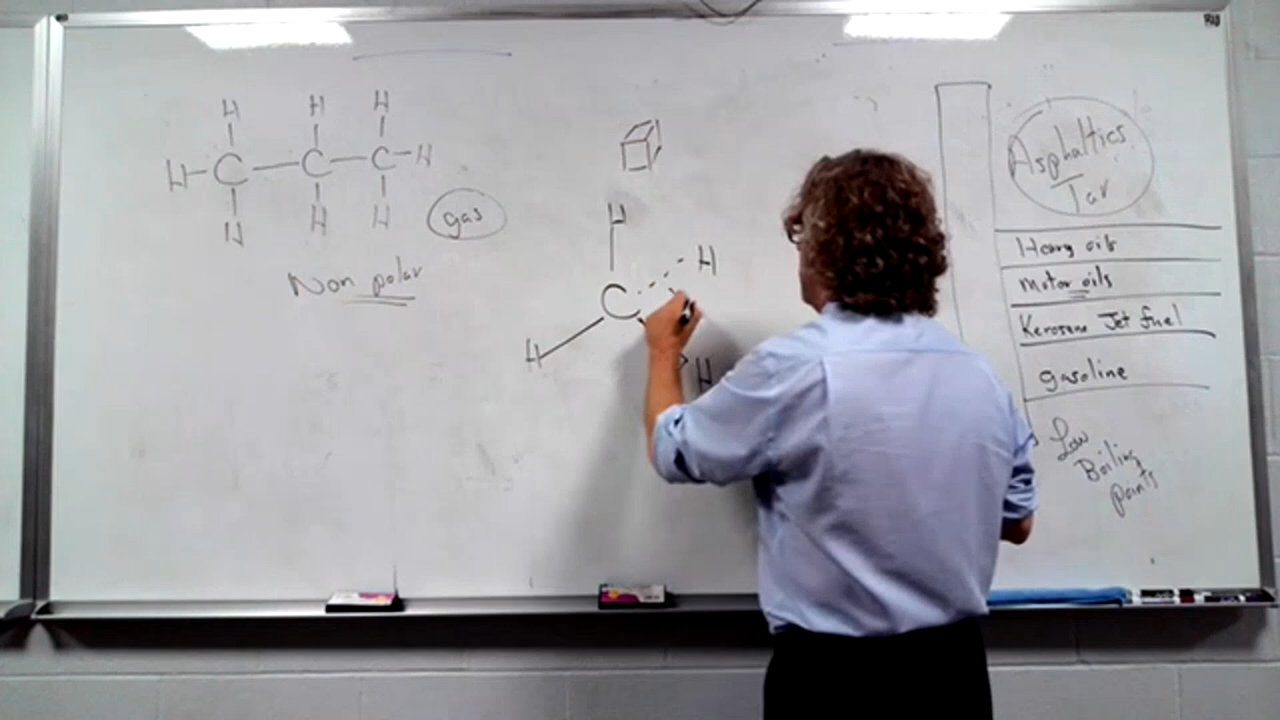 H H H
H-C-C-C-H
H H H
gas
Non polar
H
C H
H H
Asphaltics
Tar
Heavy oils
Motor oils
Kerosene Jet fuel
gasoline
Low
Boiling
points